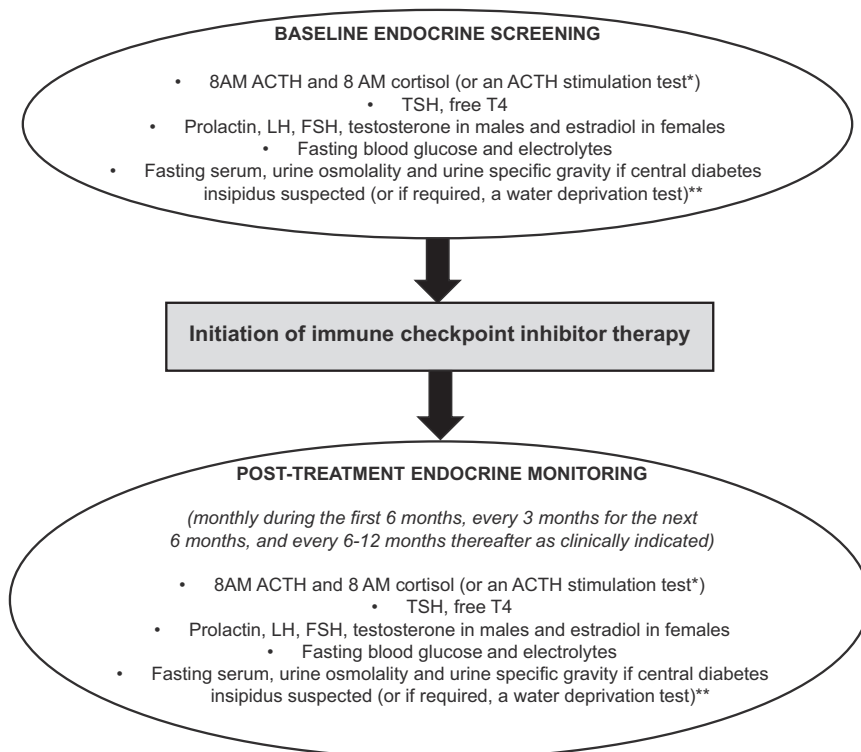 BASELINE ENDOCRINE SCREENING
• 8AM ACTH and 8 AM cortisol (or an ACTH stimulation test*)
• TSH, free T4
• Prolactin, LH, FSH, testosterone in males and estradiol in females
• Fasting blood glucose and electrolytes
• Fasting serum, urine osmolality and urine specific gravity if central diabetes
insipidus suspected (or if required, a water deprivation test)**
Initiation of immune checkpoint inhibitor therapy
POST-TREATMENT ENDOCRINE MONITORING
(monthly during the first 6 months, every 3 months for the next
6 months, and every 6-12 months thereafter as clinically indicated)
• 8AM ACTH and 8 AM cortisol (or an ACTH stimulation test*)
• TSH, free T4
• Prolactin, LH, FSH, testosterone in males and estradiol in females
• Fasting blood glucose and electrolytes
• Fasting serum, urine osmolality and urine specific gravity if central diabetes
insipidus suspected (or if required, a water deprivation test)**